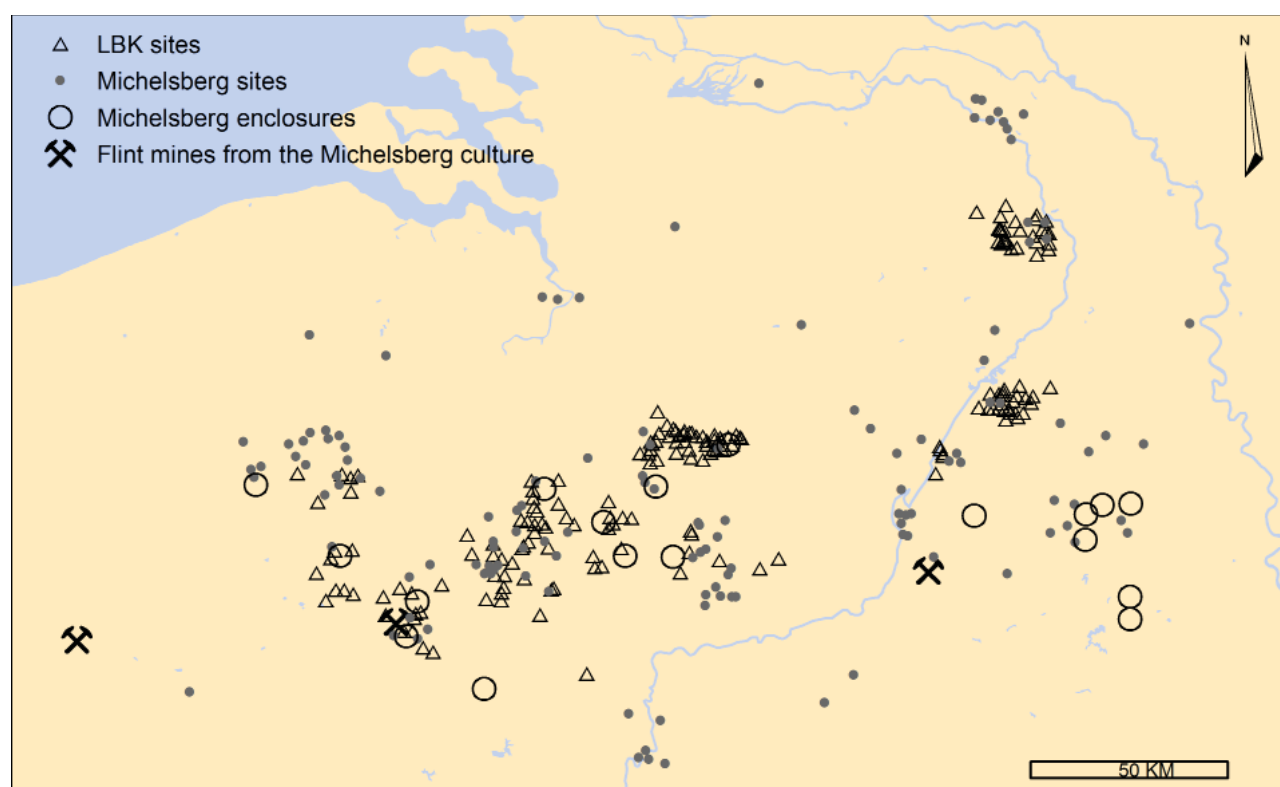 LBK sites
Michelsberg sites
Michelsberg enclosures
Flint mines from the Michelsberg culture
N
50 KM